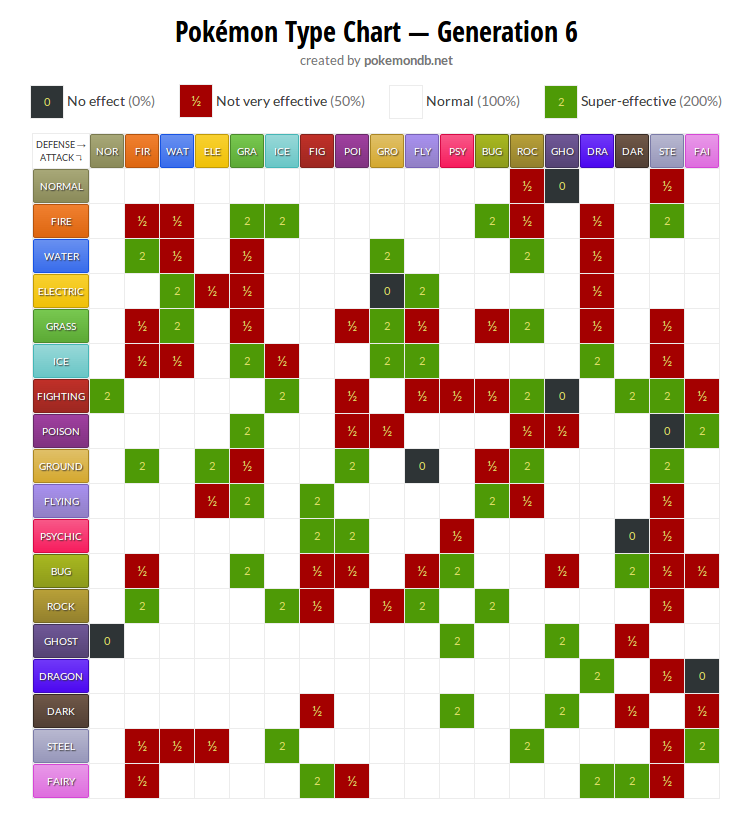 Pokémon Type Chart — Generation 6
created by pokemondb.net
0 No effect (0%) ½ Not very effective (50%) Normal (100%) 2 Super-effective (200%)
DEFENSE → NOR FIR WAT ELE GRA ICE FIG POI GRO FLY PSY BUG ROC GHO DRA DAR STE FAI
ATTACK ⤵
NORMAL ½ 0 ½
FIRE ½ ½ 2 2 2 ½ ½ 2
WATER 2 ½ ½ 2 2 ½
ELECTRIC 2 ½ ½ 0 2 ½
GRASS ½ 2 ½ ½ 2 ½ ½ 2 ½ ½
ICE ½ ½ 2 ½ 2 2 2 ½
FIGHTING 2 2 ½ ½ ½ ½ 2 0 2 2 ½
POISON 2 ½ ½ ½ ½ 0 2
GROUND 2 2 ½ 2 0 ½ 2 2
FLYING ½ 2 2 2 ½ ½
PSYCHIC 2 2 ½ 0 ½
BUG ½ 2 ½ ½ ½ 2 ½ 2 ½ ½
ROCK 2 2 ½ ½ 2 2 ½
GHOST 0 2 2 ½
DRAGON 2 ½ 0
DARK ½ 2 2 ½ ½
STEEL ½ ½ ½ 2 2 ½ 2
FAIRY ½ 2 ½ 2 2 ½